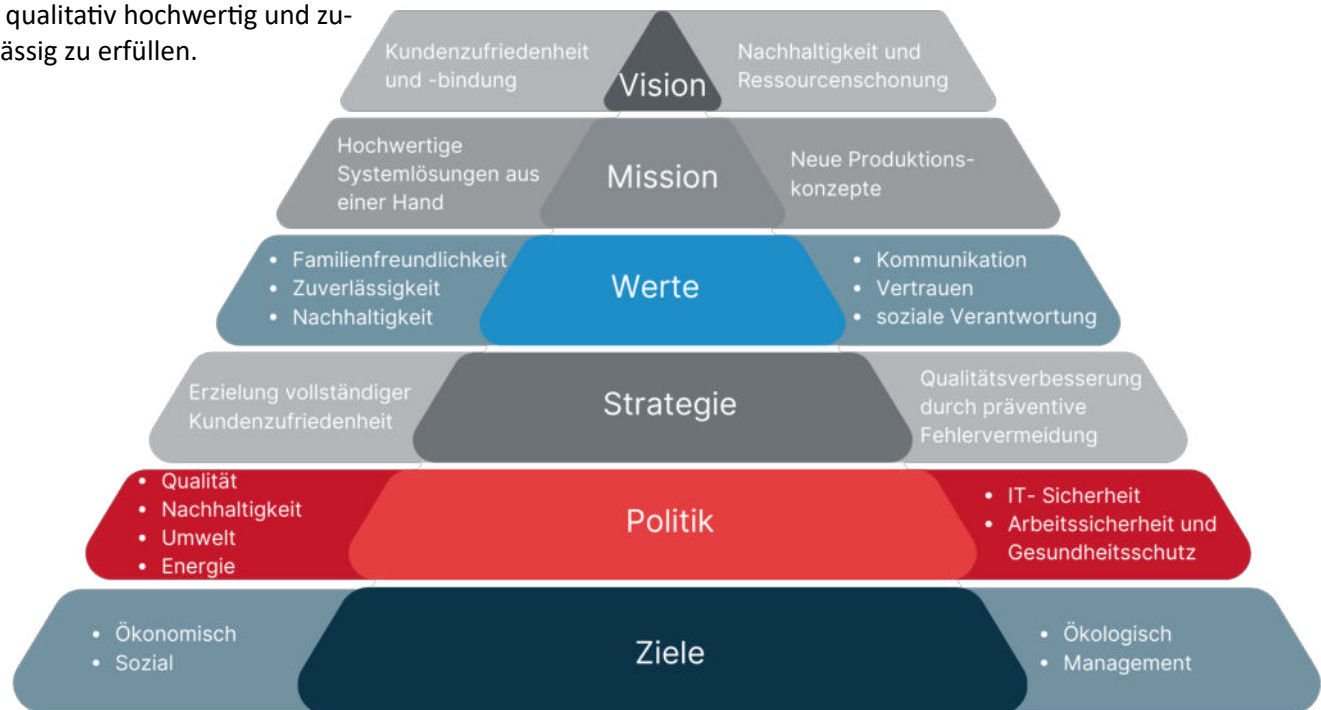 qualitativ hochwertig und zu-
ässig zu erfüllen.
Kundenzufriedenheit
und -bindung
Vision
Nachhaltigkeit und
Ressourcenschonung
Hochwertige
Systemlösungen aus
einer Hand
Mission
Neue Produktions-
konzepte
• Familienfreundlichkeit
• Zuverlässigkeit
• Nachhaltigkeit
Werte
• Kommunikation
• Vertrauen
• soziale Verantwortung
Erzielung vollständiger
Kundenzufriedenheit
Strategie
Qualitätsverbesserung
durch präventive
Fehlervermeidung
• Qualität
• Nachhaltigkeit
• Umwelt
• Energie
Politik
• IT- Sicherheit
• Arbeitssicherheit und
Gesundheitsschutz
• Ökonomisch
• Sozial
Ziele
• Ökologisch
• Management